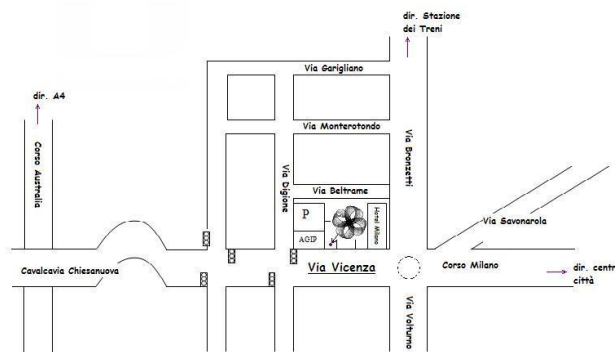 dir. Stazione
dei Treni
Via Garigliano
dir. A4
Via Monterotondo
Corso Australia
Via Digione
Via Bronzetti
Via Beltrame
P
Hotel Milano
Via Savonarola
AGIP
Cavalcavia Chiesanuova
Via Vicenza
Corso Milano
dir. centr
città
Via Volturno